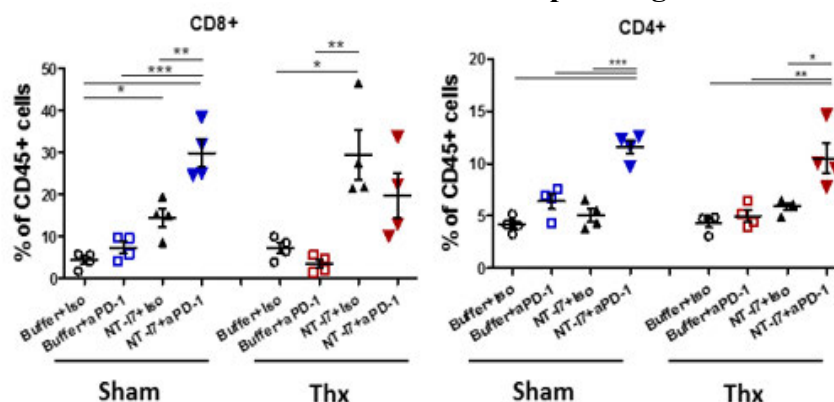 CD8+
**
***
*
**
*
% of CD45+ cells
50
40
30
20
10
0
Buffer+Iso
Buffer+aPD-1
NT-I7+Iso
NT-I7+aPD-1
Buffer+Iso
Buffer+aPD-1
NT-I7+Iso
NT-I7+aPD-1
Sham
Thx
CD4+
***
*
**
% of CD45+ cells
20
15
10
5
0
Buffer+Iso
Buffer+aPD-1
NT-I7+Iso
NT-I7+aPD-1
Buffer+Iso
Buffer+aPD-1
NT-I7+Iso
NT-I7+aPD-1
Sham
Thx